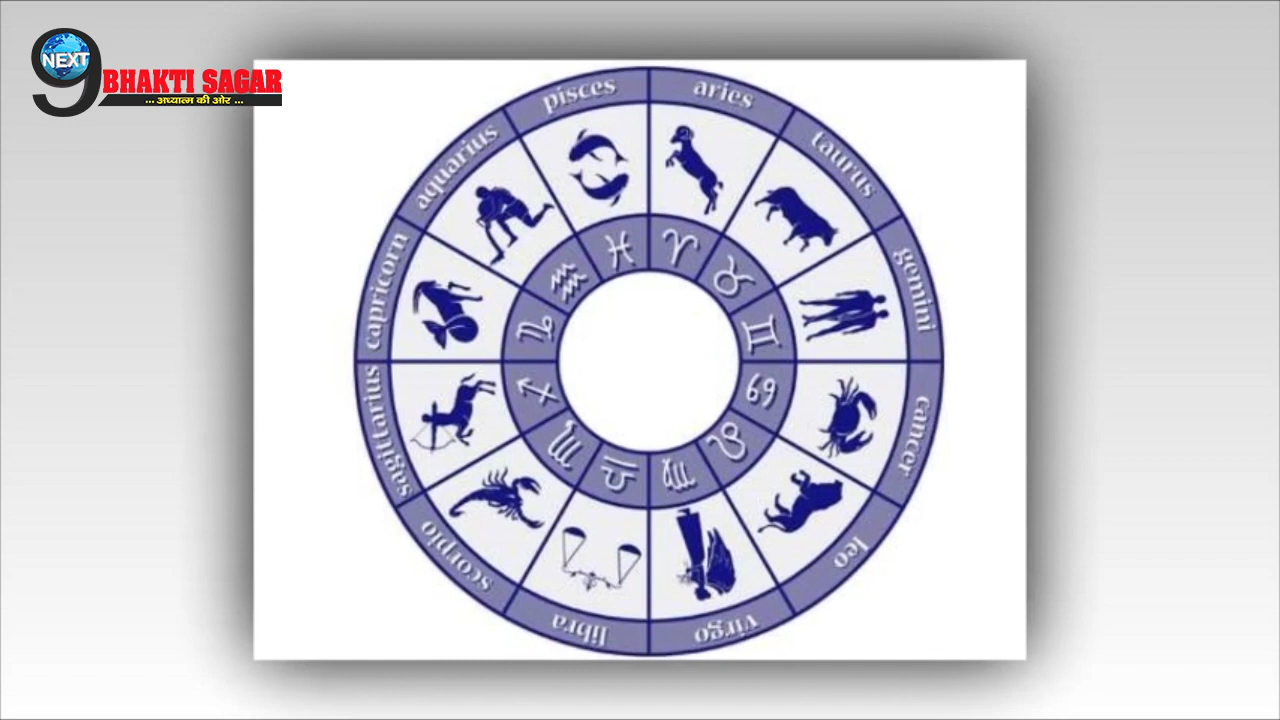 9
NEXT
BHAKTI SAGAR
... अध्यात्म की ओर ...
pisces
aries
taurus
gemini
cancer
leo
virgo
libra
scorpio
sagittarius
capricorn
aquarius